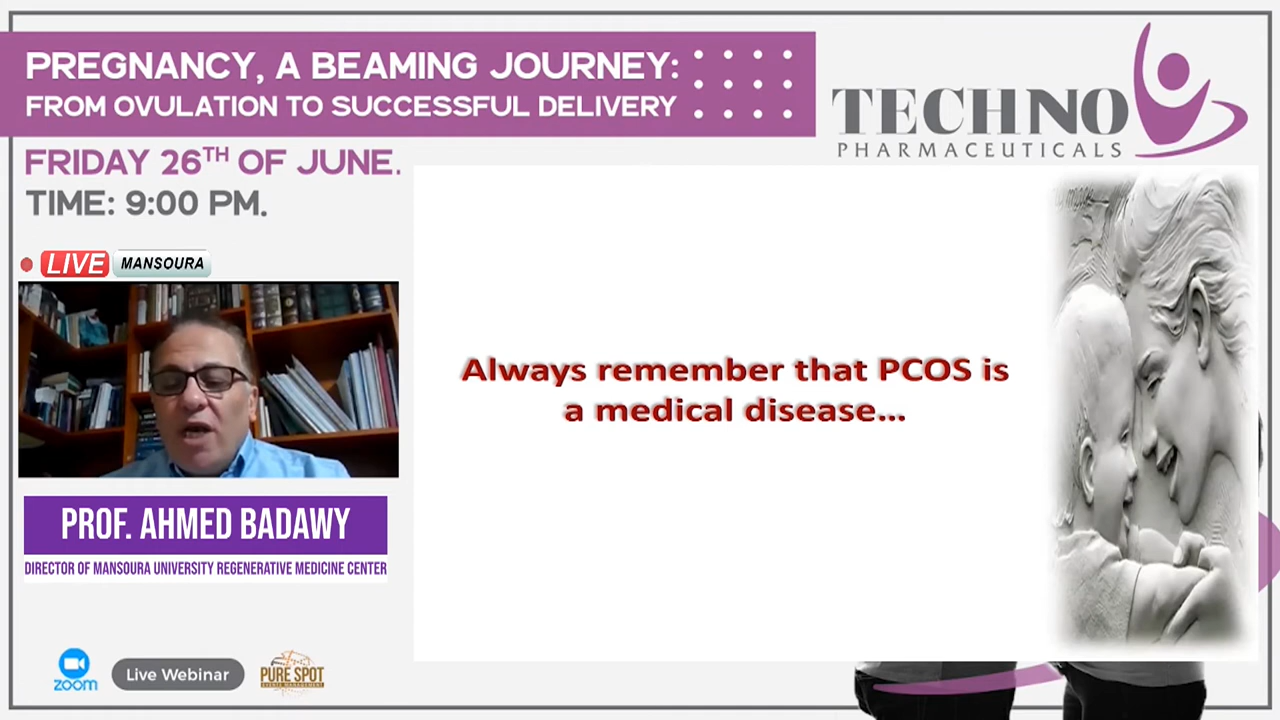 PREGNANCY, A BEAMING JOURNEY:
FROM OVULATION TO SUCCESSFUL DELIVERY
TECHNO
PHARMACEUTICALS
FRIDAY 26TH OF JUNE.
TIME: 9:00 PM.
LIVE MANSOURA
Always remember that PCOS is
a medical disease...
PROF. AHMED BADAWY
DIRECTOR OF MANSOURA UNIVERSITY REGENERATIVE MEDICINE CENTER
zoom
Live Webinar
PURE SPOT
EVENTS MANAGEMENT